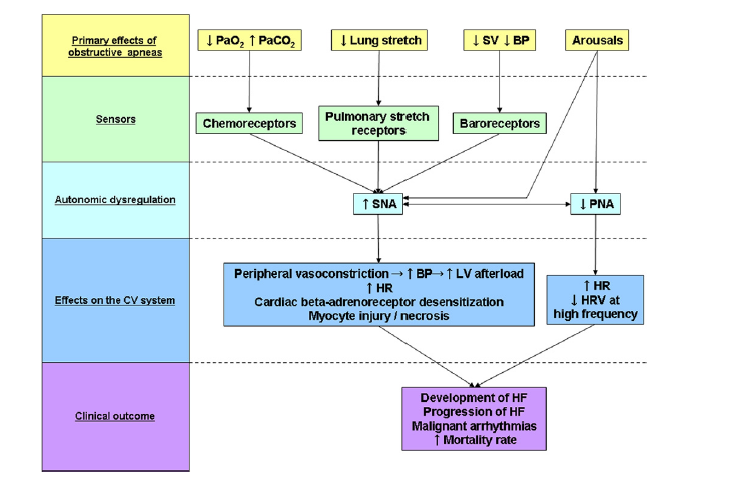 Primary effects of
obstructive apneas
↓ PaO₂ ↑ PaCO₂
↓ Lung stretch
↓ SV ↓ BP
Arousals
Sensors
Chemoreceptors
Pulmonary stretch
receptors
Baroreceptors
Autonomic dysregulation
↑ SNA
↓ PNA
Effects on the CV system
Peripheral vasoconstriction → ↑ BP → ↑ LV afterload
↑ HR
Cardiac beta-adrenoreceptor desensitization
Myocyte injury / necrosis
↑ HR
↓ HRV at
high frequency
Clinical outcome
Development of HF
Progression of HF
Malignant arrhythmias
↑ Mortality rate